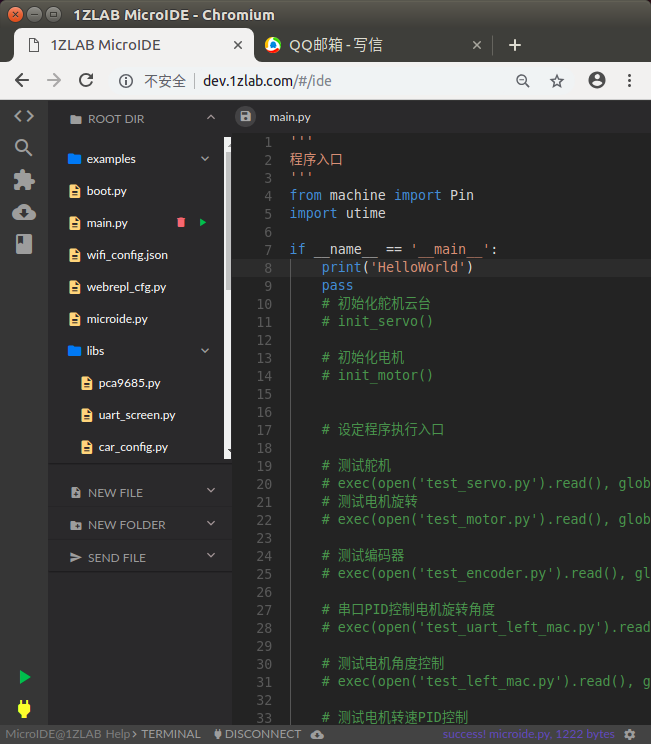 1ZLAB MicroIDE - Chromium
1ZLAB MicroIDE
QQ邮箱 - 写信
不安全 | dev.1zlab.com/#/ide
ROOT DIR
examples
boot.py
main.py
wifi_config.json
webrepl_cfg.py
microide.py
libs
pca9685.py
uart_screen.py
car_config.py
NEW FILE
NEW FOLDER
SEND FILE
main.py
1 '''
2 程序入口
3 '''
4 from machine import Pin
5 import utime
6
7 if __name__ == '__main__':
8 print('HelloWorld')
9 pass
10 # 初始化舵机云台
11 # init_servo()
12
13 # 初始化电机
14 # init_motor()
15
16
17 # 设定程序执行入口
18
19 # 测试舵机
20 # exec(open('test_servo.py').read(), glob
21 # 测试电机旋转
22 # exec(open('test_motor.py').read(), glob
23
24 # 测试编码器
25 # exec(open('test_encoder.py').read(), gl
26
27 # 串口PID控制电机旋转角度
28 # exec(open('test_uart_left_mac.py').read
29
30 # 测试电机角度控制
31 # exec(open('test_left_mac.py').read(), g
32
33 # 测试电机转速PID控制
MicroIDE@1ZLAB Help> TERMINAL DISCONNECT success! microide.py, 1222 bytes